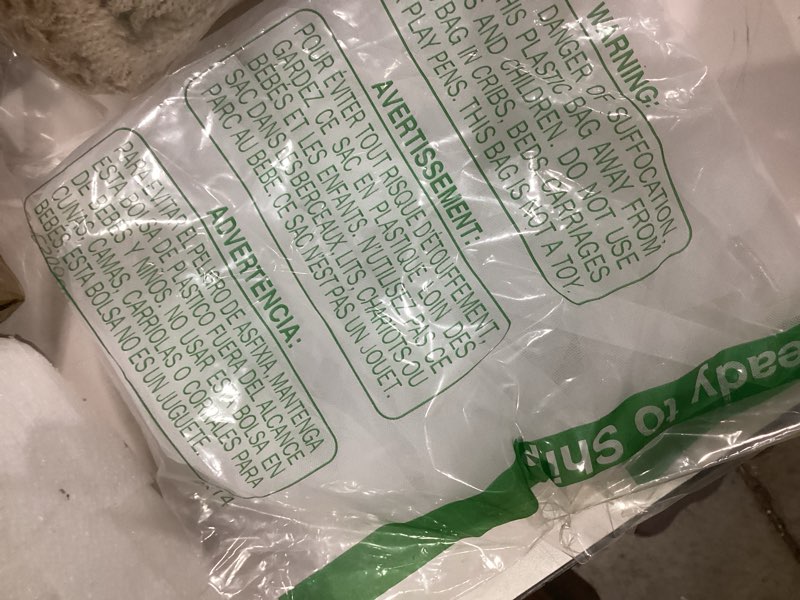 WARNING:
DANGER OF SUFFOCATION.
THIS PLASTIC BAG AWAY FROM
S AND CHILDREN. DO NOT USE
BAG IN CRIBS, BEDS, CARRIAGES
PLAY PENS. THIS BAG IS NOT A TOY.
AVERTISSEMENT:
POUR ÉVITER TOUT RISQUE D'ÉTOUFFEMENT,
GARDEZ CE SAC EN PLASTIQUE LOIN DES
BÉBÉS ET LES ENFANTS. N'UTILISEZ PAS CE
SAC DANS LES BERCEAUX, LITS, CHARIOTS OU
PARC AU BÉBÉ. CE SAC N'EST PAS UN JOUET.
ADVERTENCIA:
PARA EVITAR EL PELIGRO DE ASFIXIA, MANTENGA
ESTA BOLSA DE PLÁSTICO FUERA DEL ALCANCE
DE BEBES Y NIÑOS. NO USAR ESTA BOLSA EN
CUNAS, CAMAS, CARRIOLAS O CORRALES PARA
BEBÉS. ESTA BOLSA NO ES UN JUGUETE.
eady to Ship